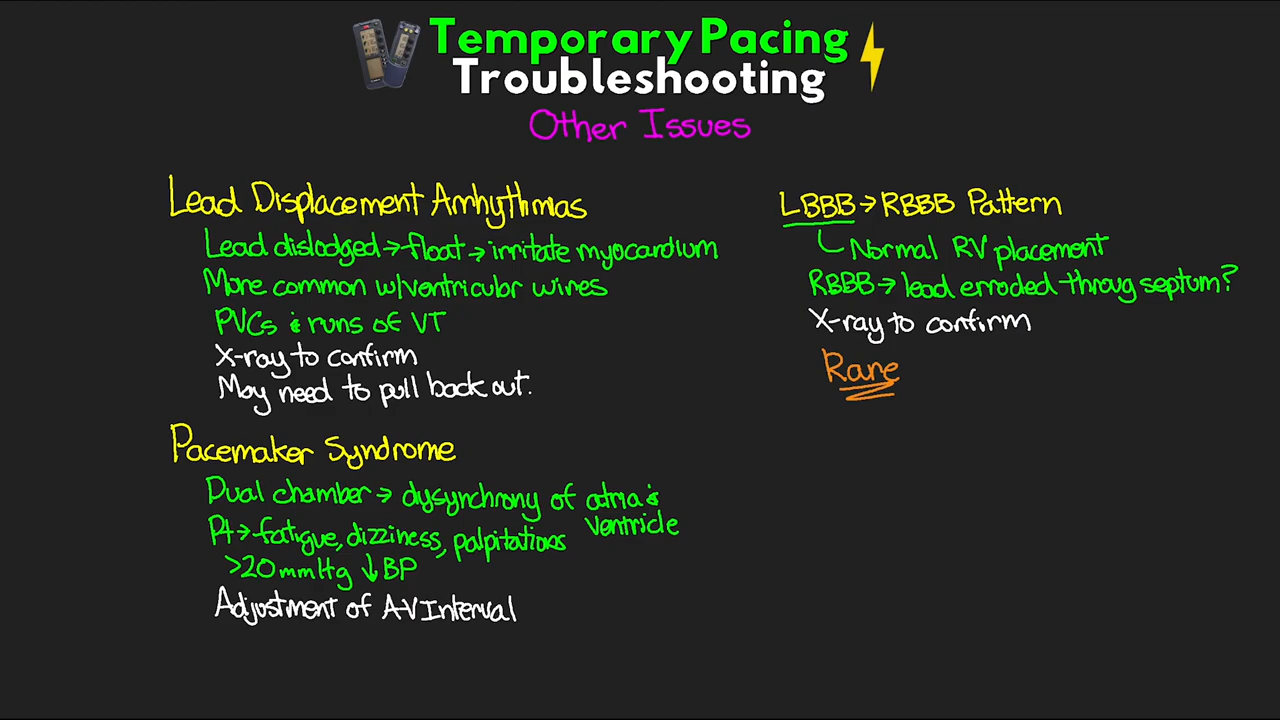 Temporary Pacing
Troubleshooting
Other Issues
Lead Displacement Arrhythmias
Lead dislodged → float → irritate myocardium
More common w/ventricular wires
PVCs & runs of VT
X-ray to confirm
May need to pull back out.
Pacemaker Syndrome
Dual chamber → dysynchrony of atria &
ventricle
Pt → fatigue, dizziness, palpitations
>20 mmHg ↓ BP
Adjustment of A-V Interval
LBBB → RBBB Pattern
Normal RV placement
RBBB → lead erroded throug septum?
X-ray to confirm
Rare